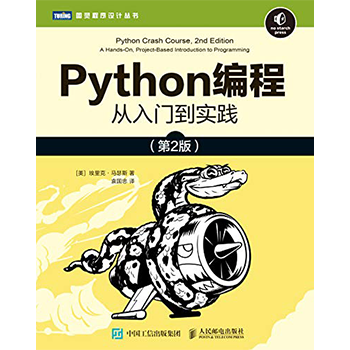 TURING 图灵程序设计丛书
Python Crash Course, 2nd Edition
A Hands-On, Project-Based Introduction to Programming
no starch press
Python编程
从入门到实践
(第2版)
[美] 埃里克·马瑟斯 著
袁国忠 译
中国工信出版集团
人民邮电出版社
POSTS & TELECOM PRESS